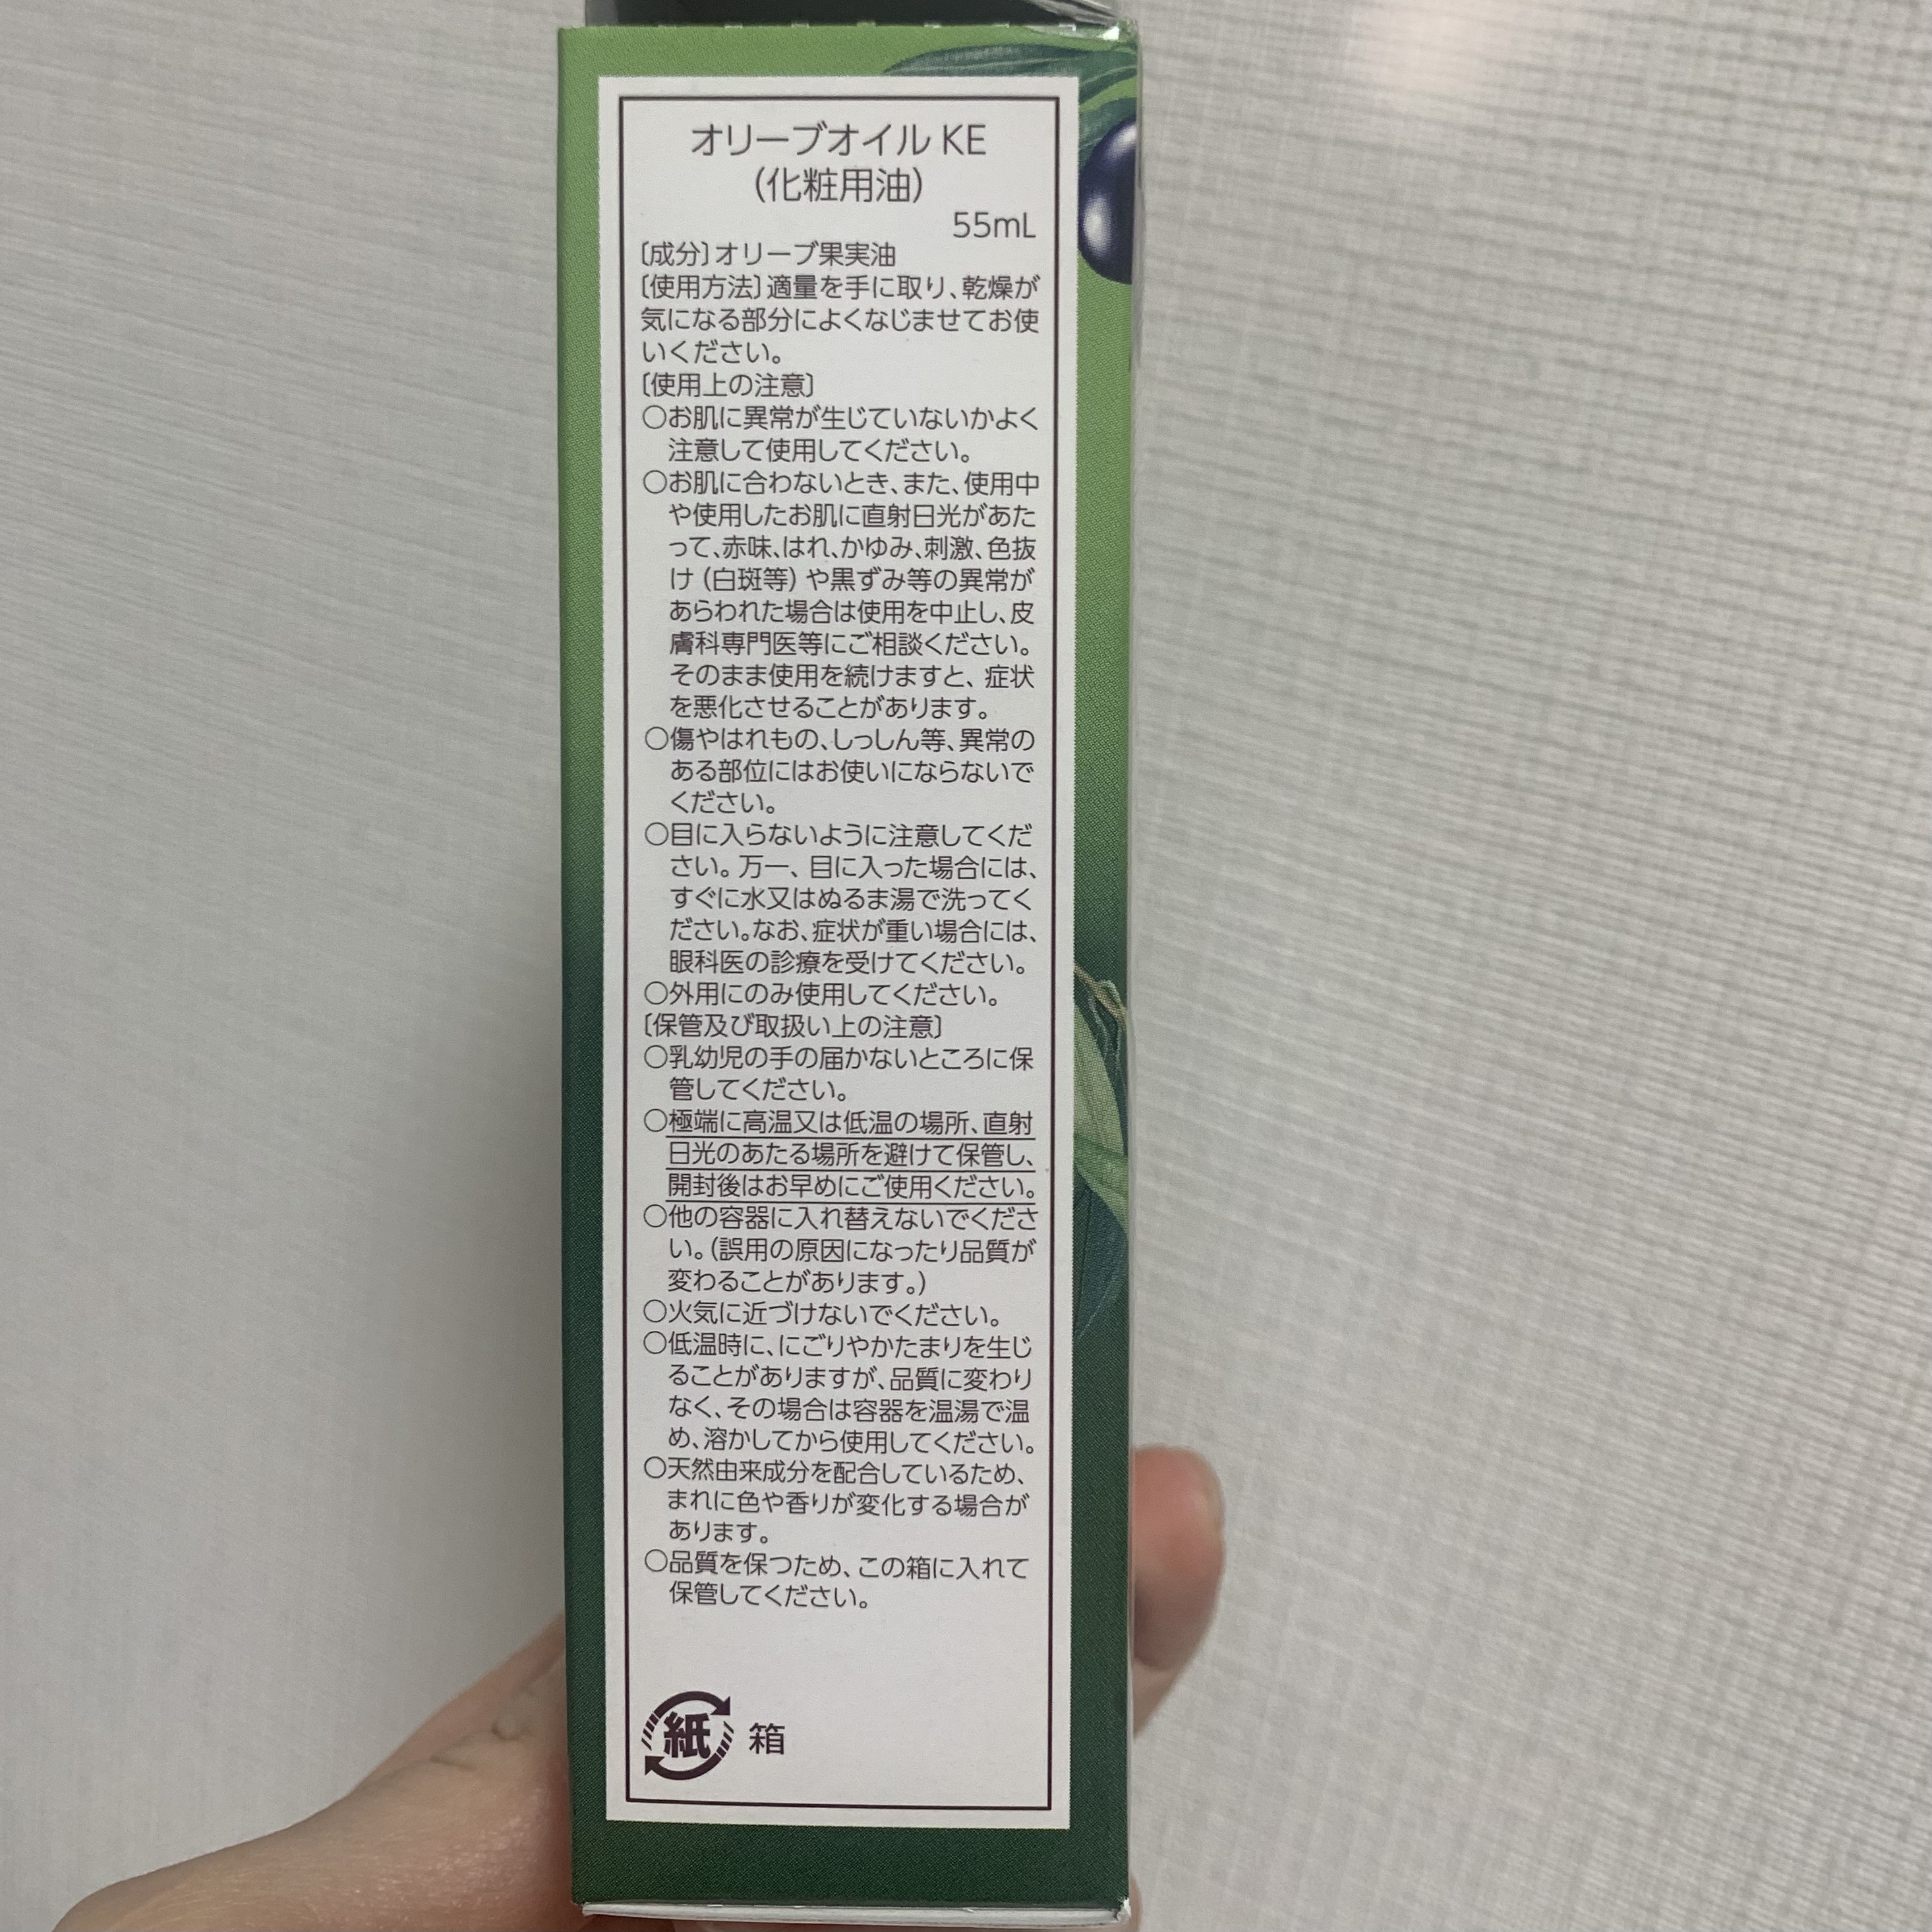 オリーブオイル KE
(化粧用油)
55mL
〔成分〕オリーブ果実油
〔使用方法〕適量を手に取り、乾燥が
気になる部分によくなじませてお使
いください。
〔使用上の注意〕
○お肌に異常が生じていないかよく
注意して使用してください。
○お肌に合わないとき、また、使用中
や使用したお肌に直射日光があた
って、赤味、はれ、かゆみ、刺激、色抜
け（白斑等）や黒ずみ等の異常が
あらわれた場合は使用を中止し、皮
膚科専門医等にご相談ください。
そのまま使用を続けますと、症状
を悪化させることがあります。
○傷やはれもの、しっしん等、異常の
ある部位にはお使いにならないで
ください。
○目に入らないように注意してくだ
さい。万一、目に入った場合には、
すぐに水又はぬるま湯で洗ってく
ださい。なお、症状が重い場合には、
眼科医の診療を受けてください。
○外用にのみ使用してください。
〔保管及び取扱い上の注意〕
○乳幼児の手の届かないところに保
管してください。
○極端に高温又は低温の場所、直射
日光のあたる場所を避けて保管し、
開封後はお早めにご使用ください。
○他の容器に入れ替えないでくださ
い。（誤用の原因になったり品質が
変わることがあります。）
○火気に近づけないでください。
○低温時に、にごりやかたまりを生じ
ることがありますが、品質に変わり
なく、その場合は容器を温湯で温
め、溶かしてから使用してください。
○天然由来成分を配合しているため、
まれに色や香りが変化する場合が
あります。
○品質を保つため、この箱に入れて
保管してください。
紙 箱